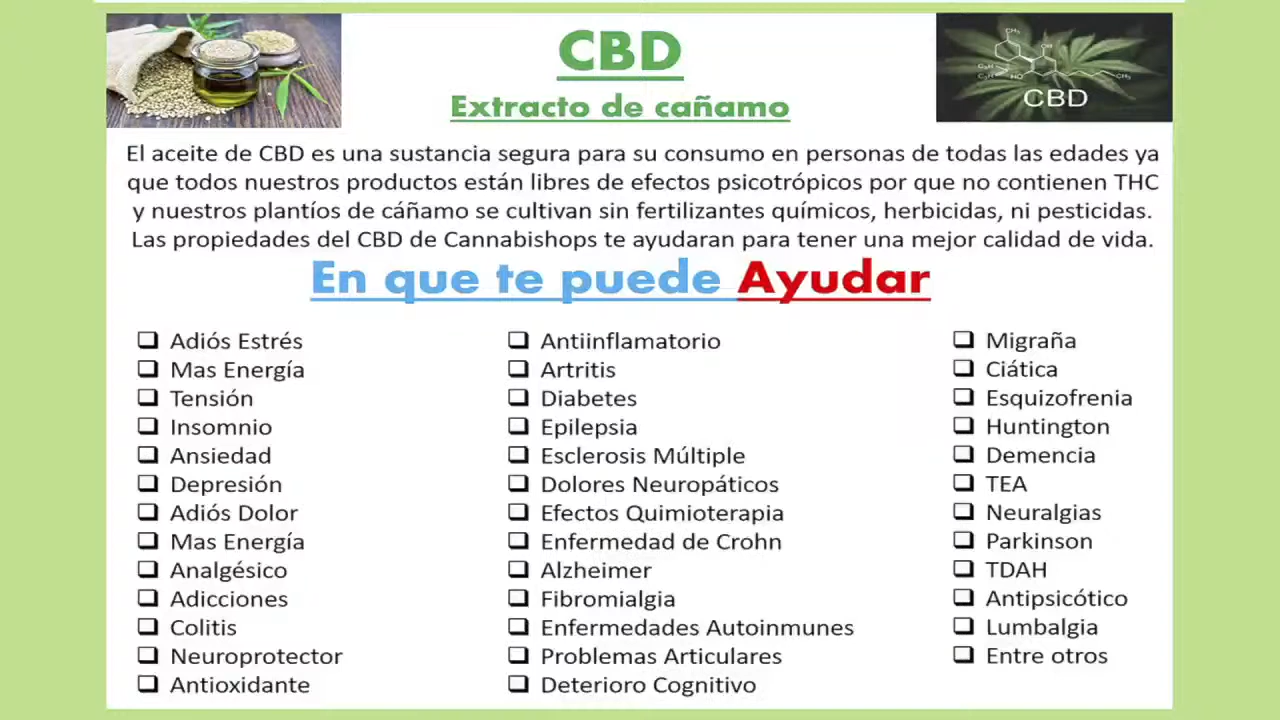 CBD
Extracto de cañamo
CH₃
OH
HO
CH₃
CBD
El aceite de CBD es una sustancia segura para su consumo en personas de todas las edades ya
que todos nuestros productos están libres de efectos psicotrópicos por que no contienen THC
y nuestros plantíos de cáñamo se cultivan sin fertilizantes químicos, herbicidas, ni pesticidas.
Las propiedades del CBD de Cannabishops te ayudaran para tener una mejor calidad de vida.
En que te puede Ayudar
Adiós Estrés
Mas Energía
Tensión
Insomnio
Ansiedad
Depresión
Adiós Dolor
Mas Energía
Analgésico
Adicciones
Colitis
Neuroprotector
Antioxidante
Antiinflamatorio
Artritis
Diabetes
Epilepsia
Esclerosis Múltiple
Dolores Neuropáticos
Efectos Quimioterapia
Enfermedad de Crohn
Alzheimer
Fibromialgia
Enfermedades Autoinmunes
Problemas Articulares
Deterioro Cognitivo
Migraña
Ciática
Esquizofrenia
Huntington
Demencia
TEA
Neuralgias
Parkinson
TDAH
Antipsicótico
Lumbalgia
Entre otros